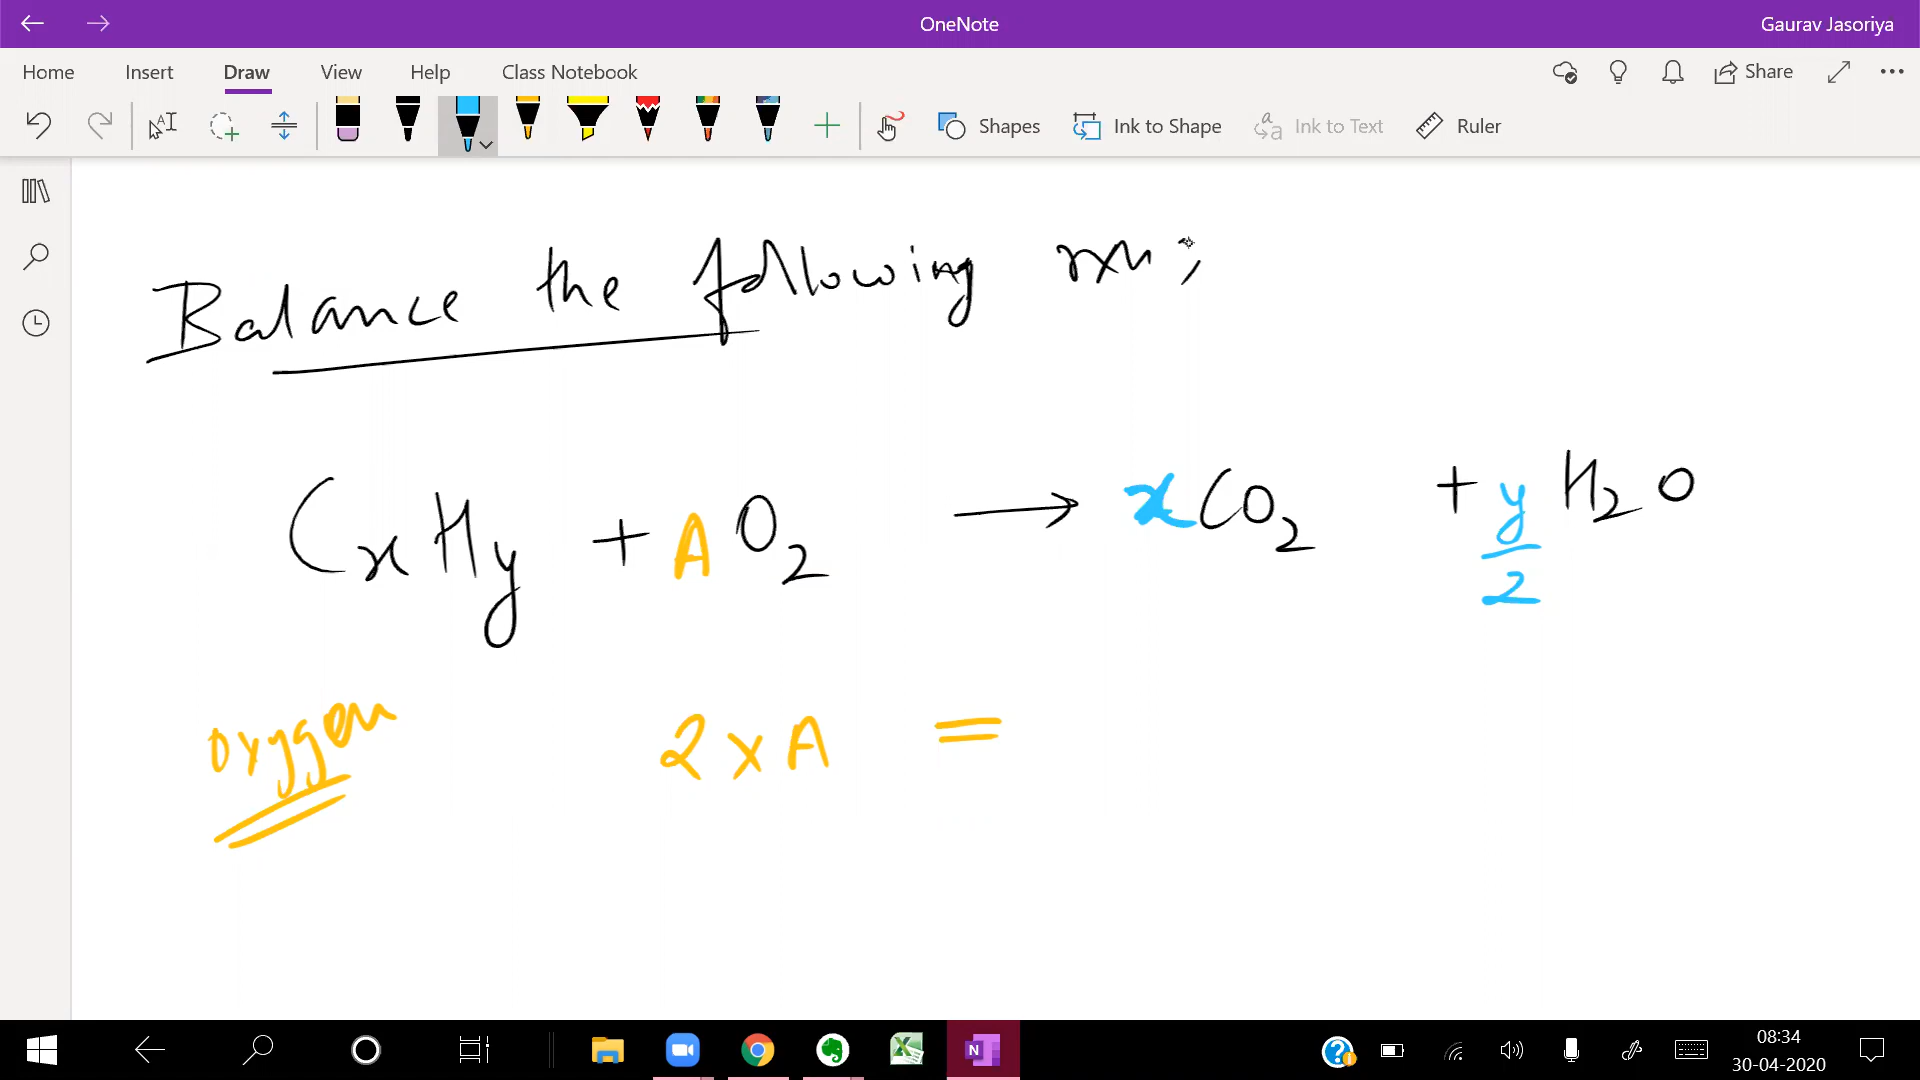 OneNote
Gaurav Jasoriya
Home Insert Draw View Help Class Notebook Share
Shapes Ink to Shape Ink to Text Ruler
Balance the following rxn;
CxHy + A O2 → x CO2 + y/2 H2O
oxygen 2 x A =
08:34
30-04-2020